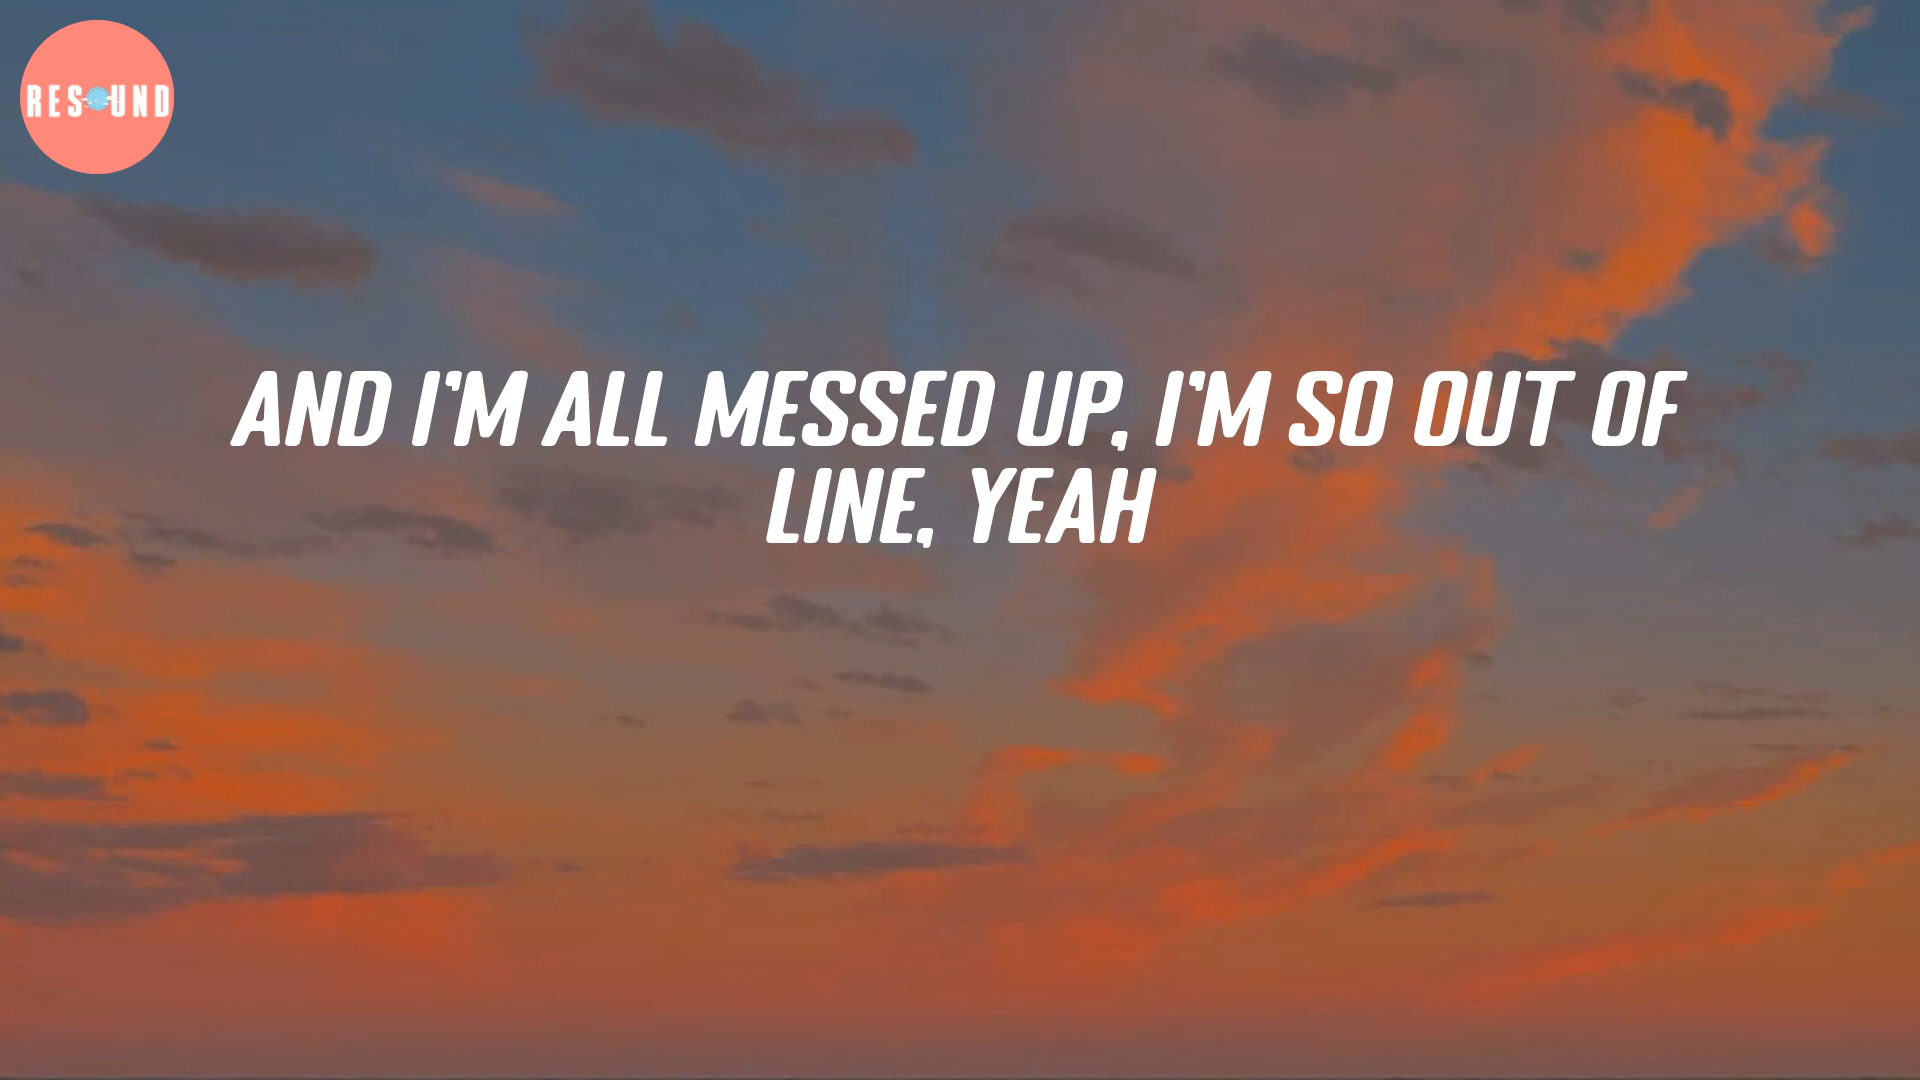 RESOUND
AND I'M ALL MESSED UP, I'M SO OUT OF
LINE, YEAH